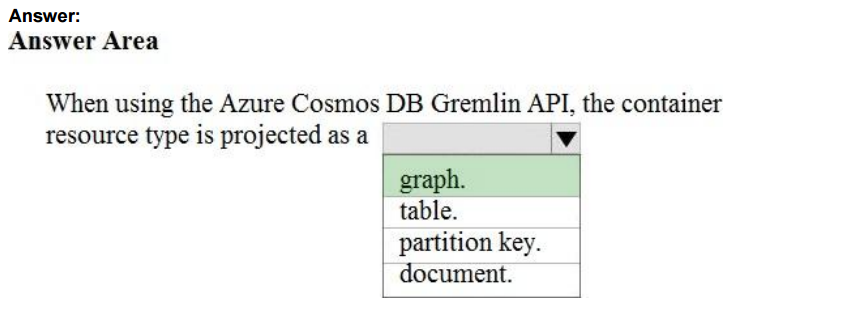 Answer:
Answer Area
When using the Azure Cosmos DB Gremlin API, the container
resource type is projected as a
graph.
table.
partition key.
document.